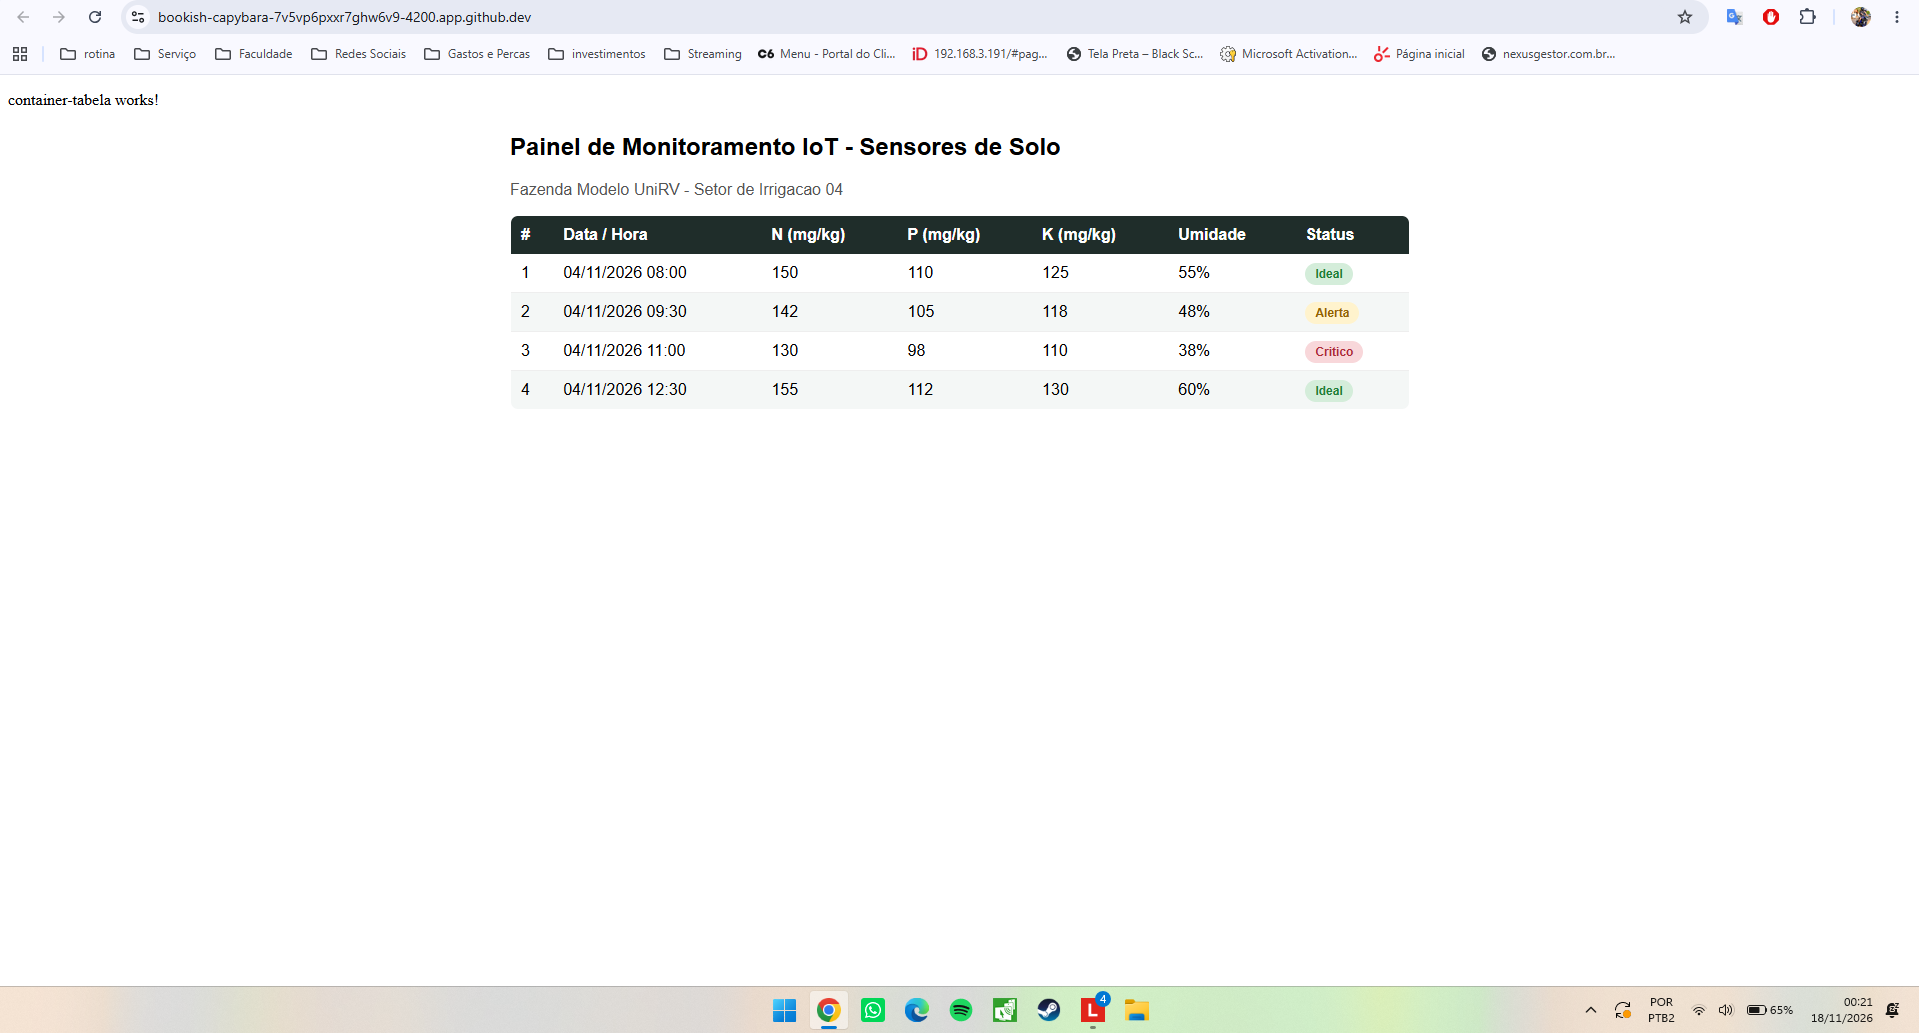 bookish-capybara-7v5vp6pxxr7ghw6v9-4200.app.github.dev
rotina Serviço Faculdade Redes Sociais Gastos e Percas investimentos Streaming C6 Menu - Portal do Cli... iD 192.168.3.191/#pag... Tela Preta – Black Sc... Microsoft Activation... Página inicial nexusgestor.com.br...
container-tabela works!
Painel de Monitoramento IoT - Sensores de Solo
Fazenda Modelo UniRV - Setor de Irrigacao 04
# Data / Hora N (mg/kg) P (mg/kg) K (mg/kg) Umidade Status
1 04/11/2026 08:00 150 110 125 55% Ideal
2 04/11/2026 09:30 142 105 118 48% Alerta
3 04/11/2026 11:00 130 98 110 38% Critico
4 04/11/2026 12:30 155 112 130 60% Ideal
L 4
POR
PTB2
65%
00:21
18/11/2026